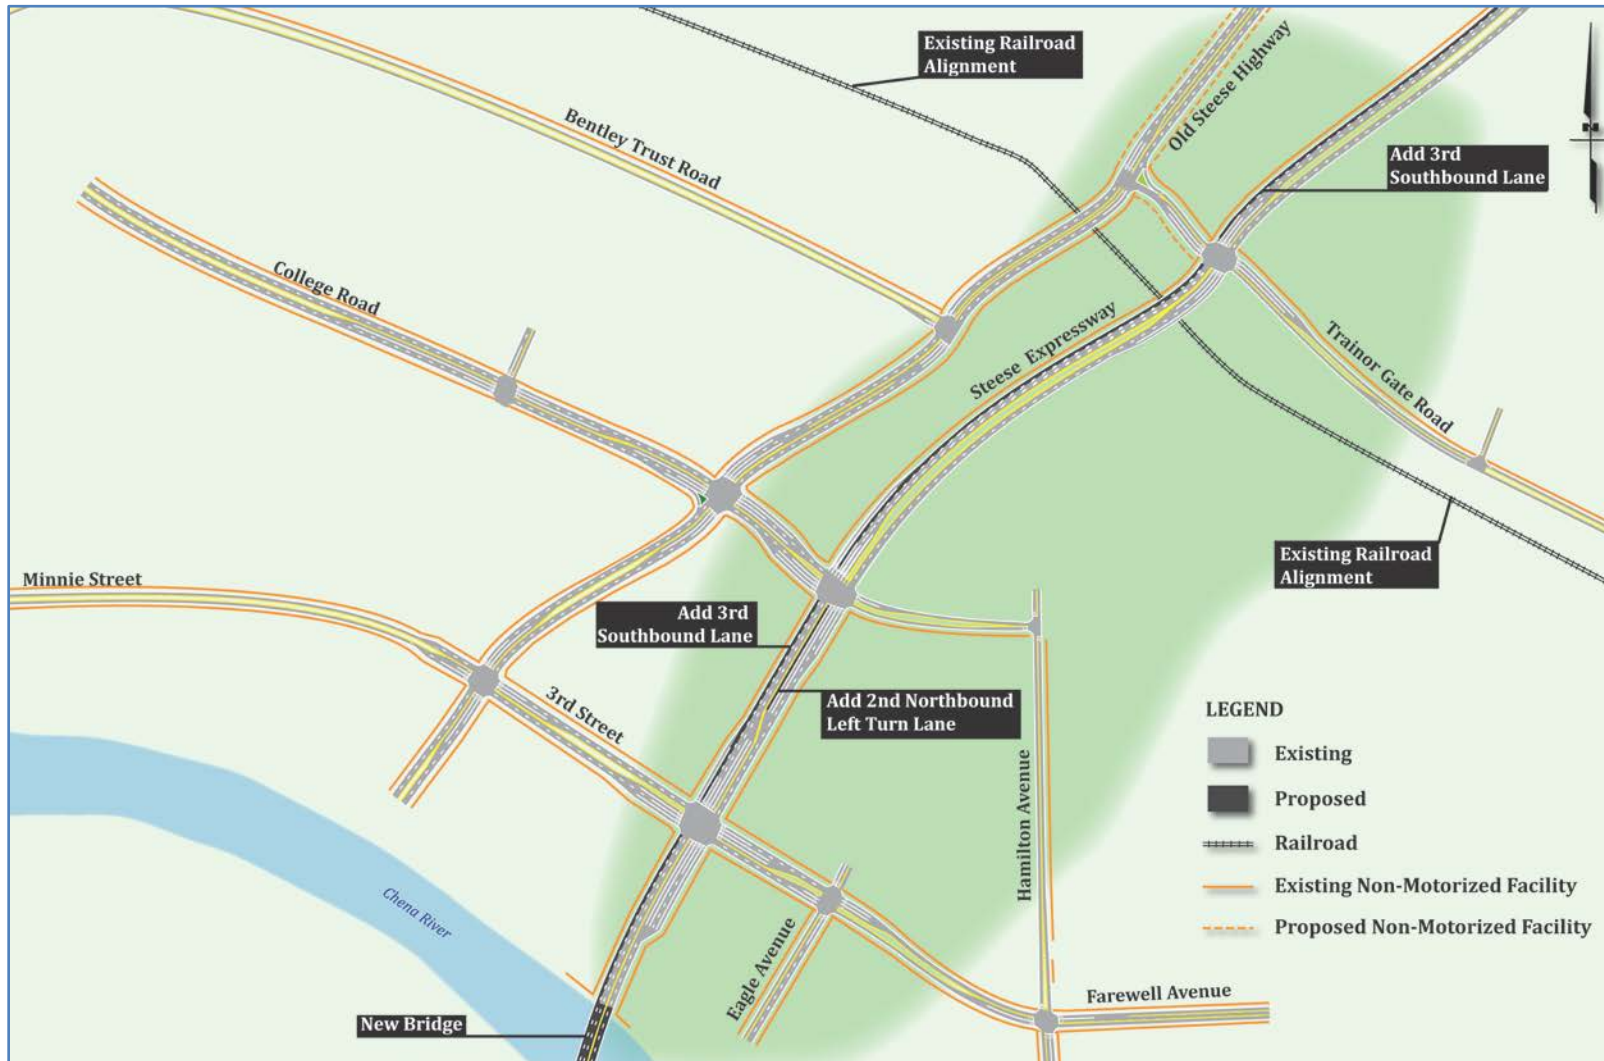 Existing Railroad
Alignment
Old Steese Highway
Bentley Trust Road
Add 3rd
Southbound Lane
College Road
Steese Expressway
Trainor Gate Road
Existing Railroad
Alignment
Minnie Street
Add 3rd
Southbound Lane
3rd Street
Add 2nd Northbound
Left Turn Lane
LEGEND
Existing
Proposed
Railroad
Existing Non-Motorized Facility
Proposed Non-Motorized Facility
Hamilton Avenue
Chena River
Eagle Avenue
Farewell Avenue
New Bridge